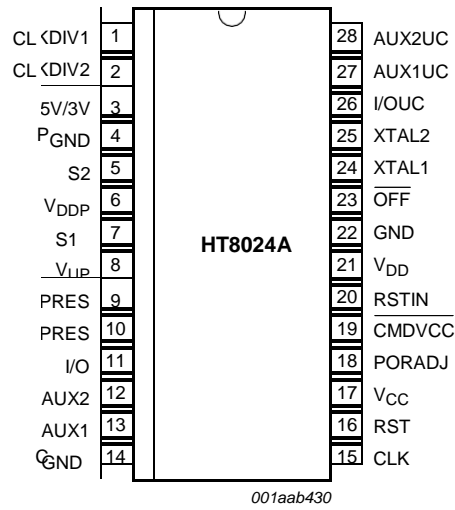 CLKDIV1 1
CLKDIV2 2
5V/3V 3
PGND 4
S2 5
VDDP 6
S1 7
VUP 8
PRES 9
PRES 10
I/O 11
AUX2 12
AUX1 13
CGND 14
HT8024A
28 AUX2UC
27 AUX1UC
26 I/OUC
25 XTAL2
24 XTAL1
23 OFF
22 GND
21 VDD
20 RSTIN
19 CMDVCC
18 PORADJ
17 VCC
16 RST
15 CLK
001aab430